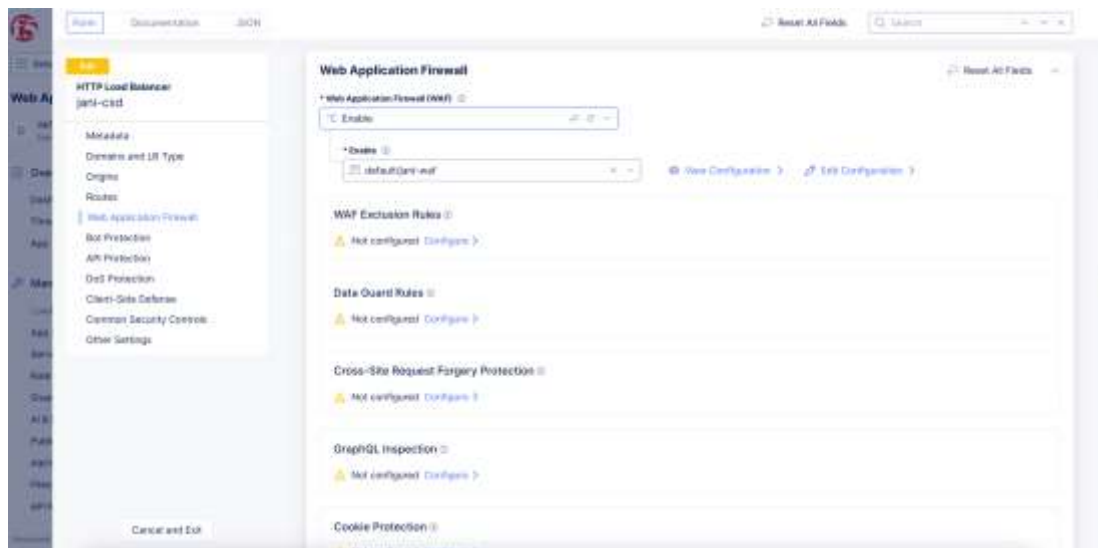 Form
Documentation
JSON
Reset All Fields
Search
Edit
HTTP Load Balancer
jani-csd
Metadata
Domains and LB Type
Origins
Routes
Web Application Firewall
Bot Protection
API Protection
DoS Protection
Client-Side Defense
Common Security Controls
Other Settings
Cancel and Exit
Web Application Firewall
Reset All Fields
* Web Application Firewall (WAF)
Enable
* Enable
default/jani-waf
View Configuration
Edit Configuration
WAF Exclusion Rules
Not configured Configure
Data Guard Rules
Not configured Configure
Cross-Site Request Forgery Protection
Not configured Configure
GraphQL Inspection
Not configured Configure
Cookie Protection